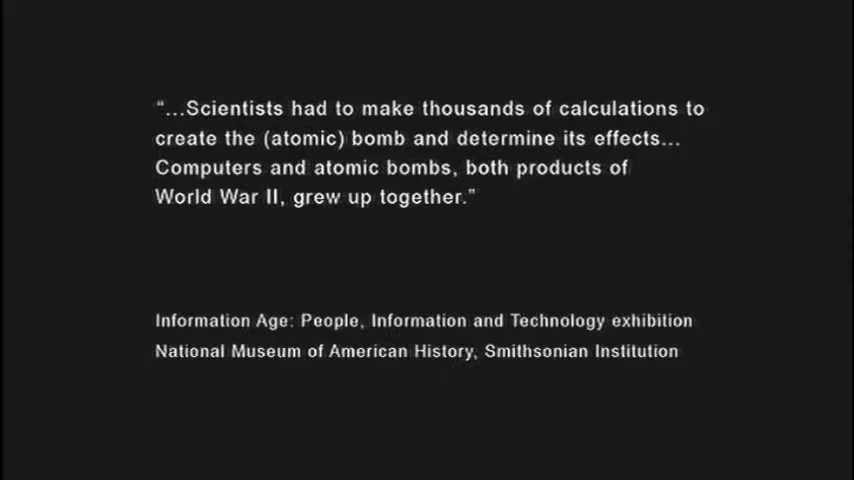 “...Scientists had to make thousands of calculations to
create the (atomic) bomb and determine its effects...
Computers and atomic bombs, both products of
World War II, grew up together.”
Information Age: People, Information and Technology exhibition
National Museum of American History, Smithsonian Institution